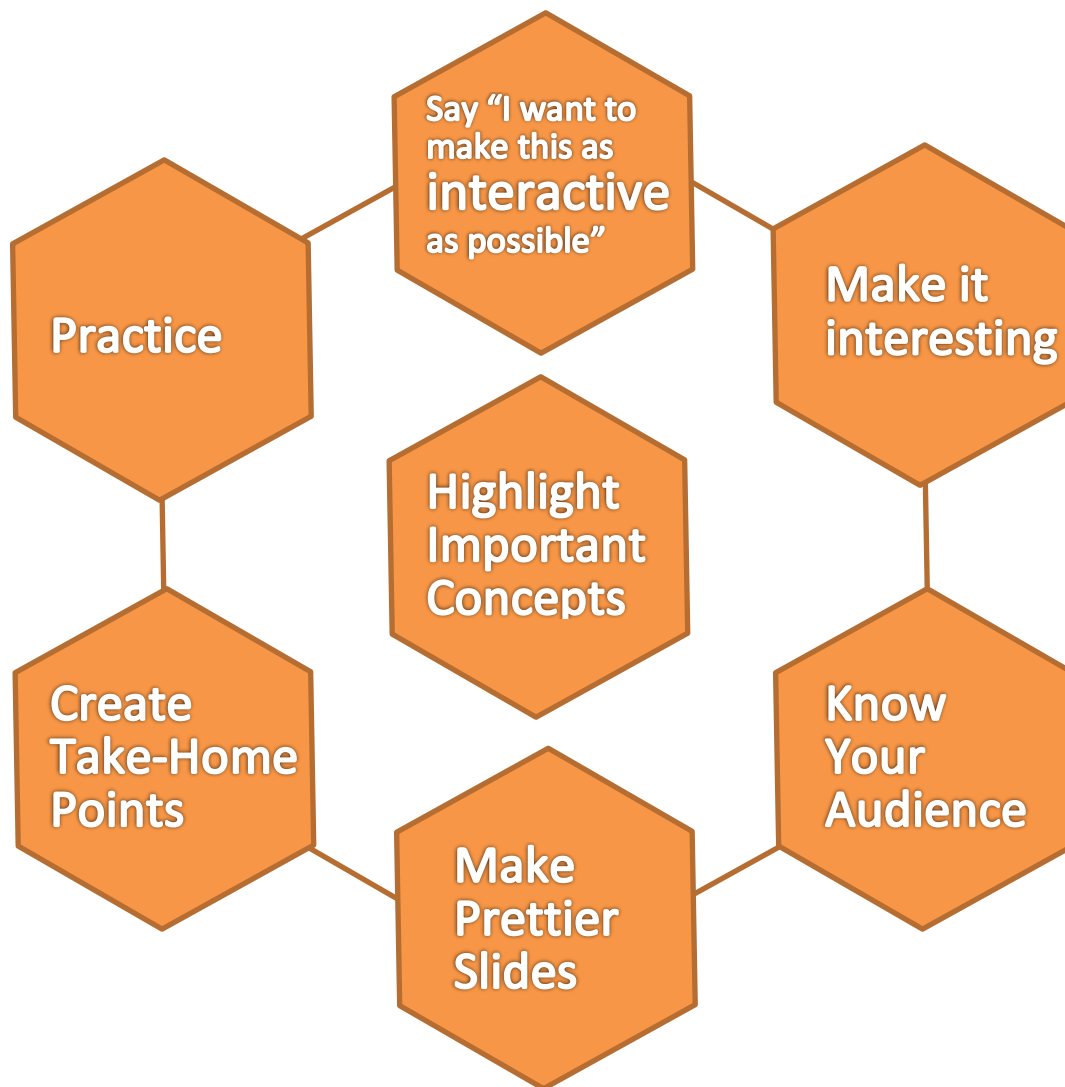 Say “I want to
make this as
interactive
as possible”
Make it
interesting
Practice
Highlight
Important
Concepts
Create
Take-Home
Points
Know
Your
Audience
Make
Prettier
Slides